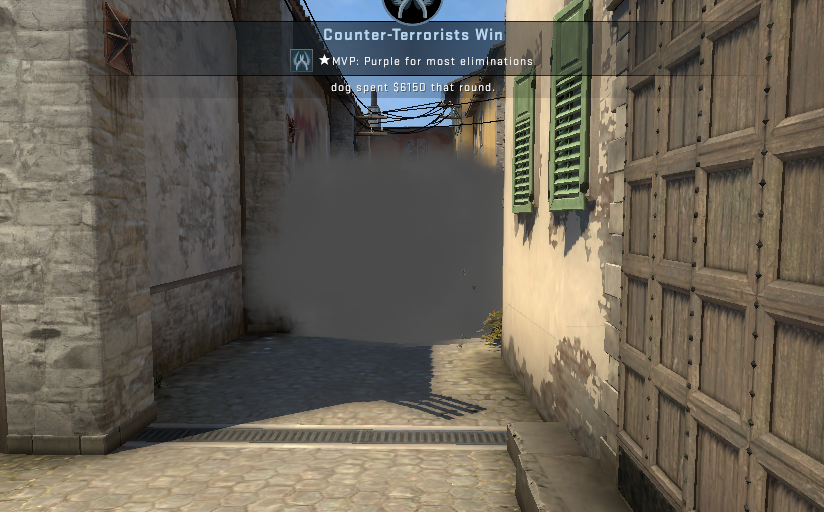 Counter-Terrorists Win
★MVP: Purple for most eliminations.
dog spent $6150 that round.